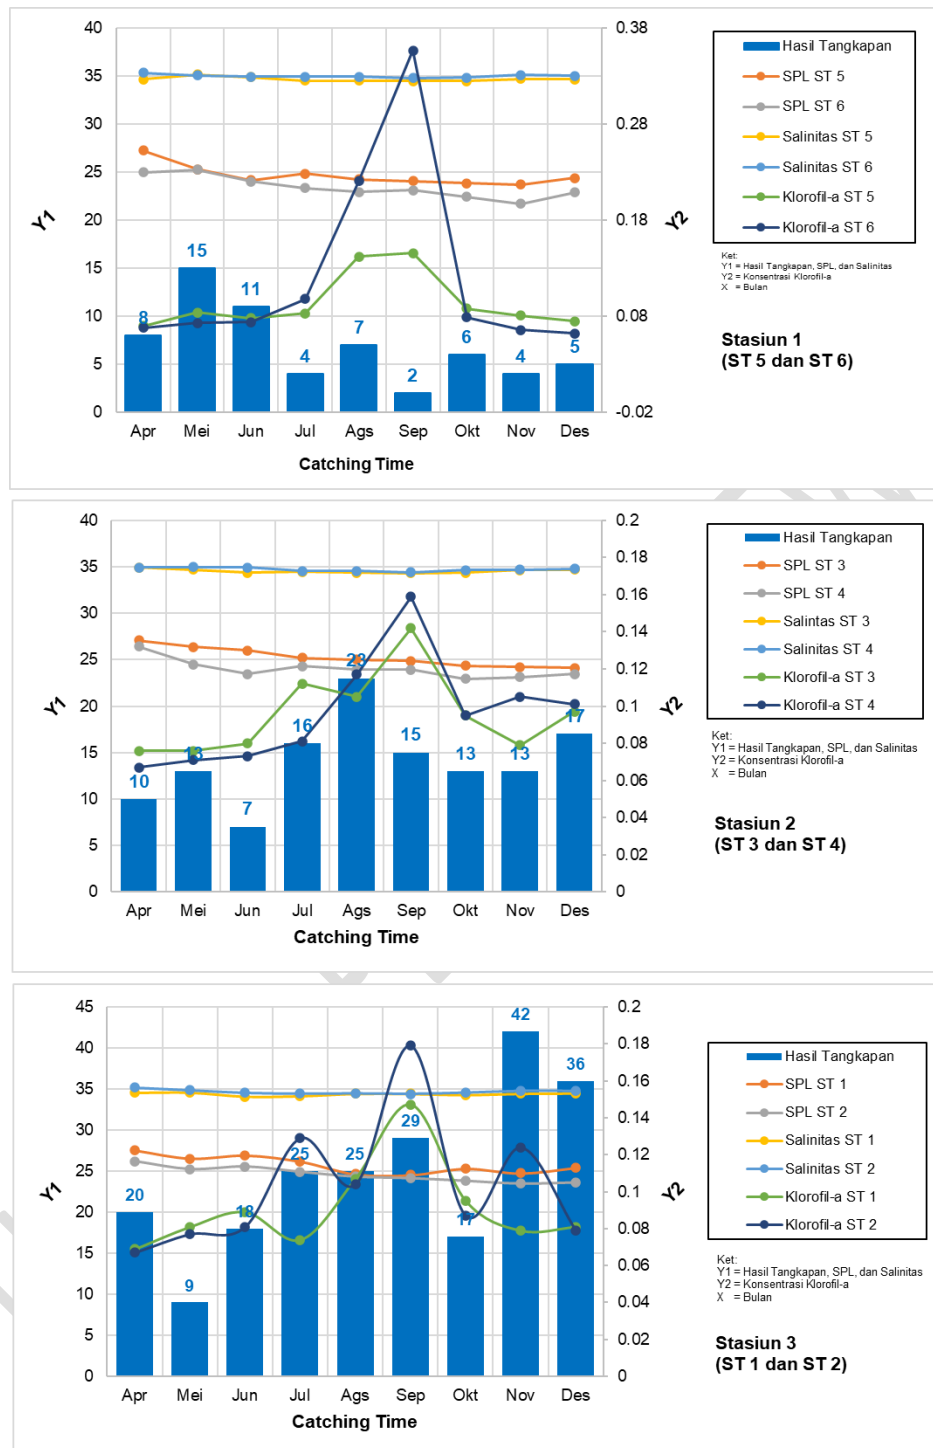 40
35
30
25
20
15
10
5
0
Y1
0.38
0.28
0.18
0.08
-0.02
Y2
8
15
11
4
7
2
6
4
5
Apr Mei Jun Jul Ags Sep Okt Nov Des
Catching Time
Hasil Tangkapan
SPL ST 5
SPL ST 6
Salinitas ST 5
Salinitas ST 6
Klorofil-a ST 5
Klorofil-a ST 6
Ket:
Y1 = Hasil Tangkapan, SPL, dan Salinitas
Y2 = Konsentrasi Klorofil-a
X = Bulan
Stasiun 1
(ST 5 dan ST 6)
40
35
30
25
20
15
10
5
0
Y1
0.2
0.18
0.16
0.14
0.12
0.1
0.08
0.06
0.04
0.02
0
Y2
10
13
7
16
23
15
13
13
17
Apr Mei Jun Jul Ags Sep Okt Nov Des
Catching Time
Hasil Tangkapan
SPL ST 3
SPL ST 4
Salintas ST 3
Salinitas ST 4
Klorofil-a ST 3
Klorofil-a ST 4
Ket:
Y1 = Hasil Tangkapan, SPL, dan Salinitas
Y2 = Konsentrasi Klorofil-a
X = Bulan
Stasiun 2
(ST 3 dan ST 4)
45
40
35
30
25
20
15
10
5
0
Y1
0.2
0.18
0.16
0.14
0.12
0.1
0.08
0.06
0.04
0.02
0
Y2
20
9
18
25
25
29
17
42
36
Apr Mei Jun Jul Ags Sep Okt Nov Des
Catching Time
Hasil Tangkapan
SPL ST 1
SPL ST 2
Salinitas ST 1
Salinitas ST 2
Klorofil-a ST 1
Klorofil-a ST 2
Ket:
Y1 = Hasil Tangkapan, SPL, dan Salinitas
Y2 = Konsentrasi Klorofil-a
X = Bulan
Stasiun 3
(ST 1 dan ST 2)